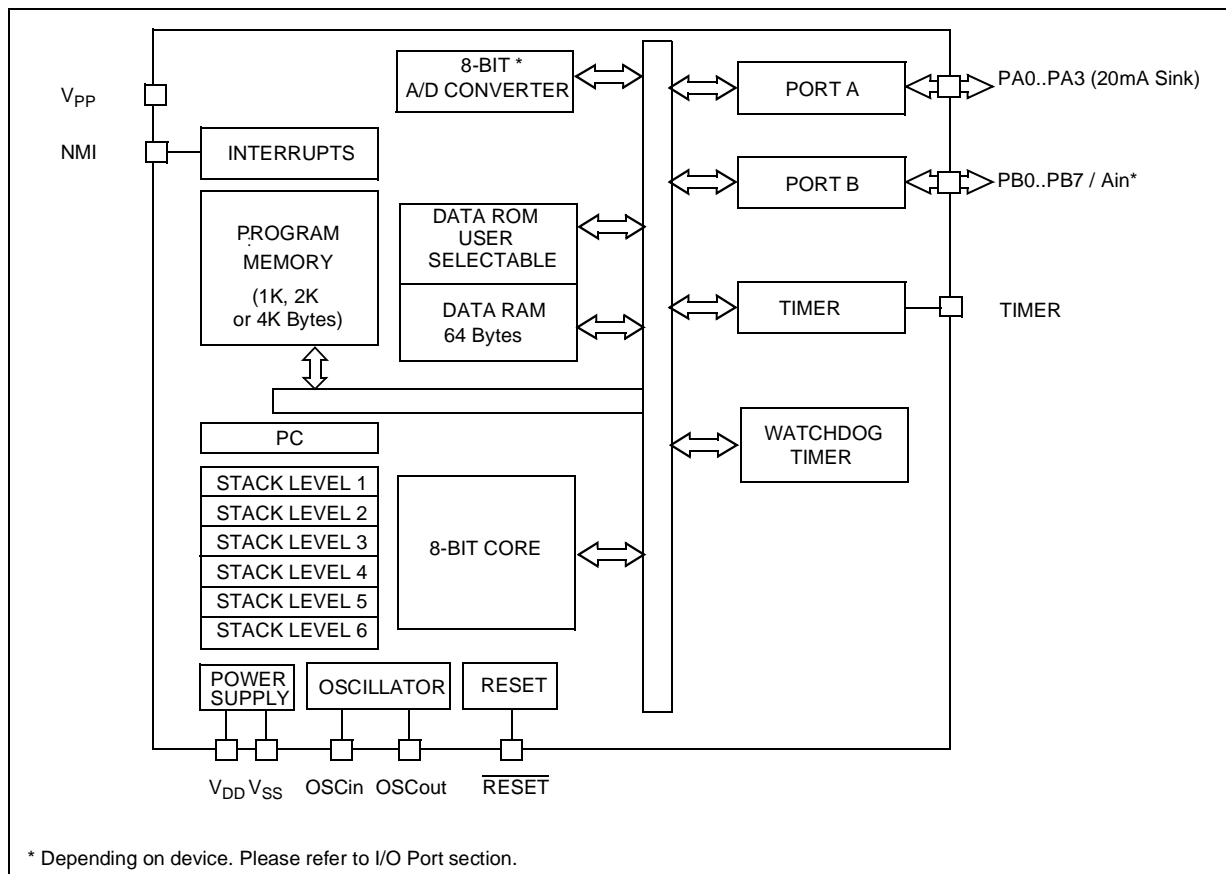 8-BIT *
A/D CONVERTER
PORT A
PA0..PA3 (20mA Sink)
VPP
NMI
INTERRUPTS
PORT B
PB0..PB7 / Ain*
PROGRAM
:
MEMORY
(1K, 2K
or 4K Bytes)
DATA ROM
USER
SELECTABLE
DATA RAM
64 Bytes
TIMER
TIMER
PC
WATCHDOG
TIMER
STACK LEVEL 1
STACK LEVEL 2
STACK LEVEL 3
STACK LEVEL 4
STACK LEVEL 5
STACK LEVEL 6
8-BIT CORE
POWER
SUPPLY
OSCILLATOR
RESET
VDD VSS OSCin OSCout RESET
* Depending on device. Please refer to I/O Port section.